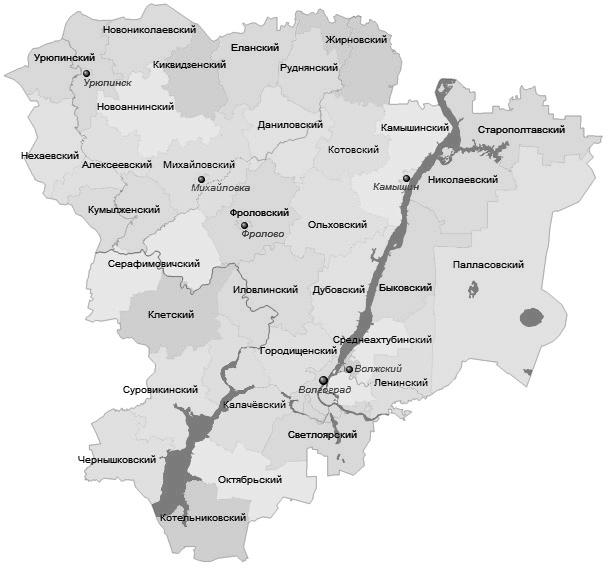 Новониколаевский
Жирновский
Еланский
Урюпинский
Киквидзенский
Руднянский
Урюпинск
Новоаннинский
Даниловский
Камышинский
Старополтавский
Котовский
Нехаевский
Алексеевский
Михайловский
Николаевский
Михайловка
Камышин
Кумылженский
Фроловский
Ольховский
Фролово
Серафимовичский
Палласовский
Иловлинский
Дубовский
Быковский
Клетский
Среднеахтубинский
Городищенский
Волжский
Ленинский
Суровикинский
Волгоград
Калачёвский
Светлоярский
Чернышковский
Октябрьский
Котельниковский